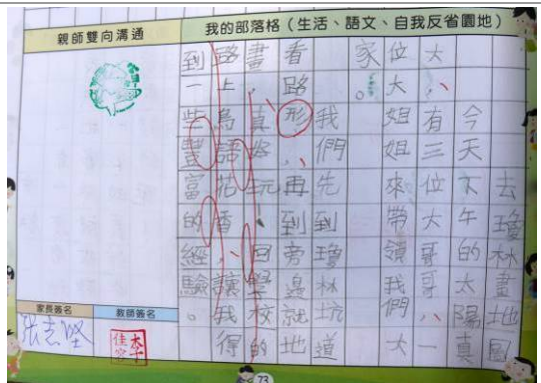 親師雙向溝通
我的部落格（生活、語文、自我反省園地）
去瓊林畫地圖
今天下午的太陽真
大，有三位大哥哥、一
位大姐姐來帶領我們大
家。
我們先到瓊林坑道
看路形，再到旁邊就地
畫，真好玩。回學校的
路上，鳥語花香，讓我得
到一些豐富的經驗。
家長簽名
教師簽名
73